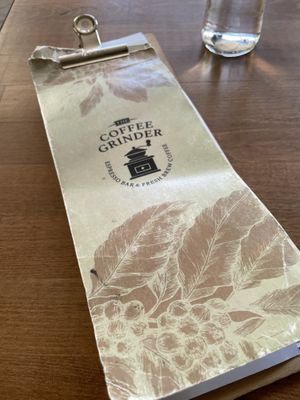 THE
COFFEE
GRINDER
ESPRESSO BAR & FRESH BREW COFFEE